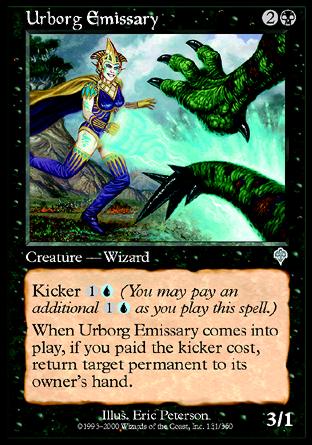 Urborg Emissary 2
Creature — Wizard
Kicker 1 (You may pay an
additional 1 as you play this spell.)
When Urborg Emissary comes into
play, if you paid the kicker cost,
return target permanent to its
owner's hand.
Illus. Eric Peterson
©1993–2000 Wizards of the Coast, Inc. 131/350
3/1